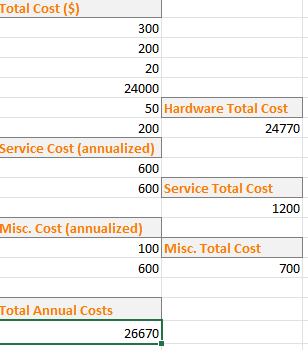 Total Cost ($)
300
200
20
24000
50 Hardware Total Cost
200 24770
Service Cost (annualized)
600
600 Service Total Cost
1200
Misc. Cost (annualized)
100 Misc. Total Cost
600 700
Total Annual Costs
26670